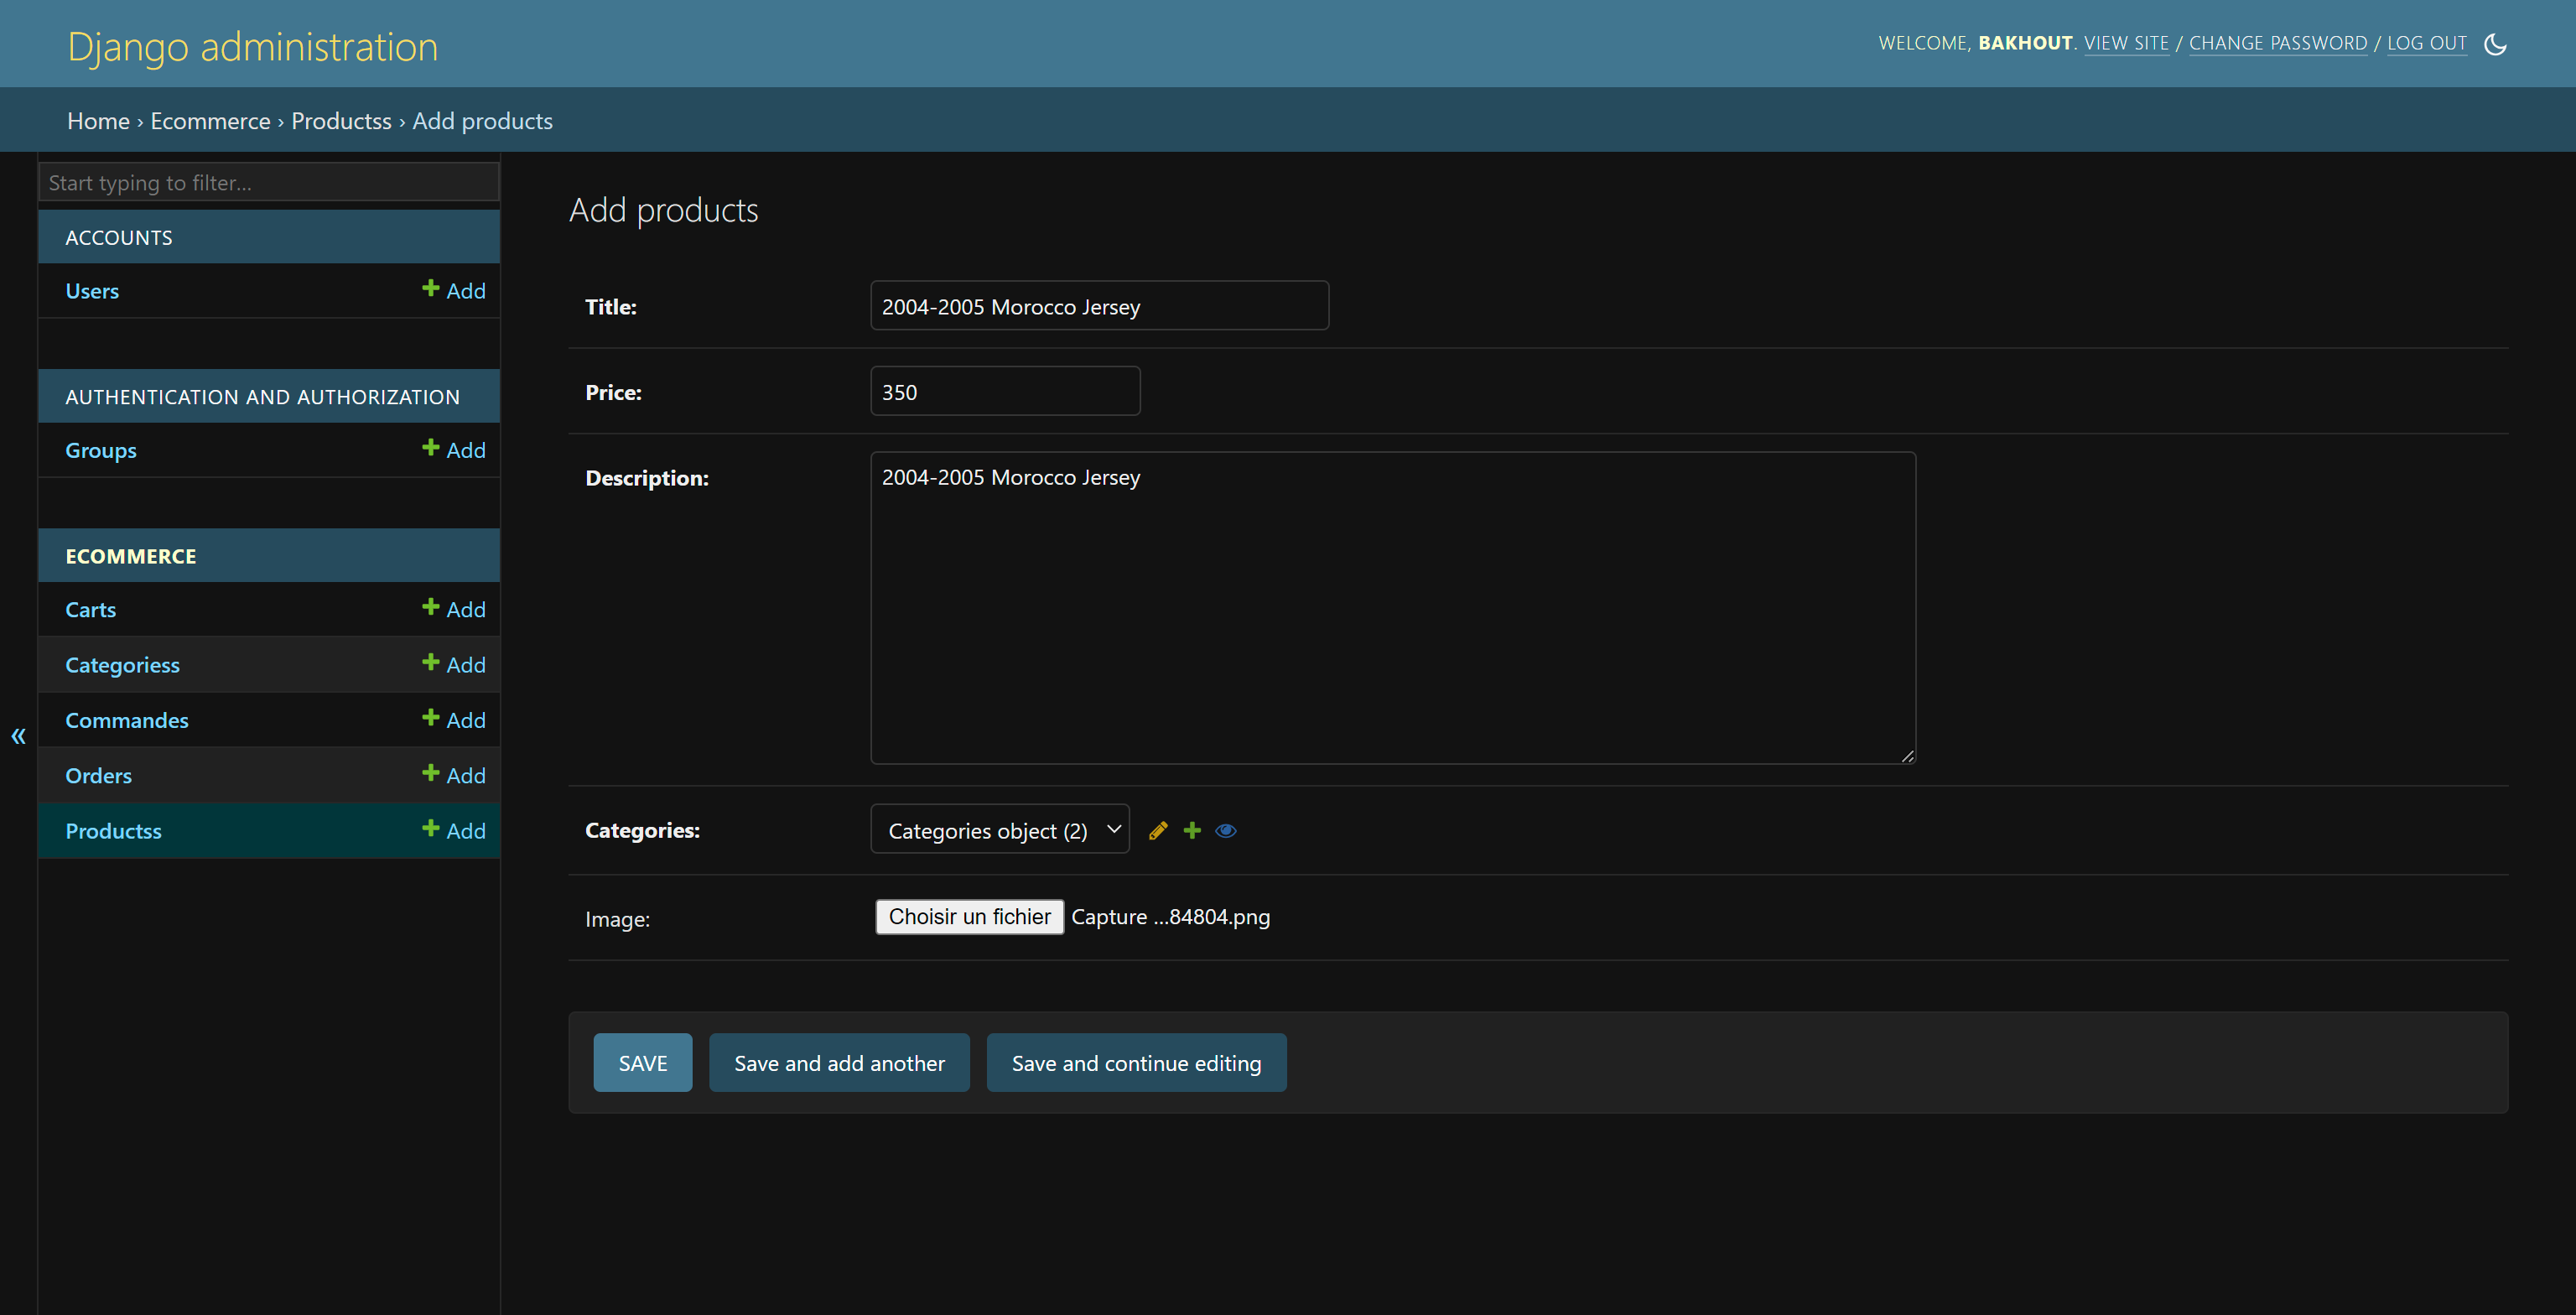 Django administration
WELCOME, BAKHOUT. VIEW SITE / CHANGE PASSWORD / LOG OUT
Home › Ecommerce › Productss › Add products
Start typing to filter...
ACCOUNTS
Users Add
AUTHENTICATION AND AUTHORIZATION
Groups Add
ECOMMERCE
Carts Add
Categoriess Add
Commandes Add
Orders Add
Productss Add
«
Add products
Title: 2004-2005 Morocco Jersey
Price: 350
Description: 2004-2005 Morocco Jersey
Categories: Categories object (2)
Image: Choisir un fichier Capture ...84804.png
SAVE Save and add another Save and continue editing